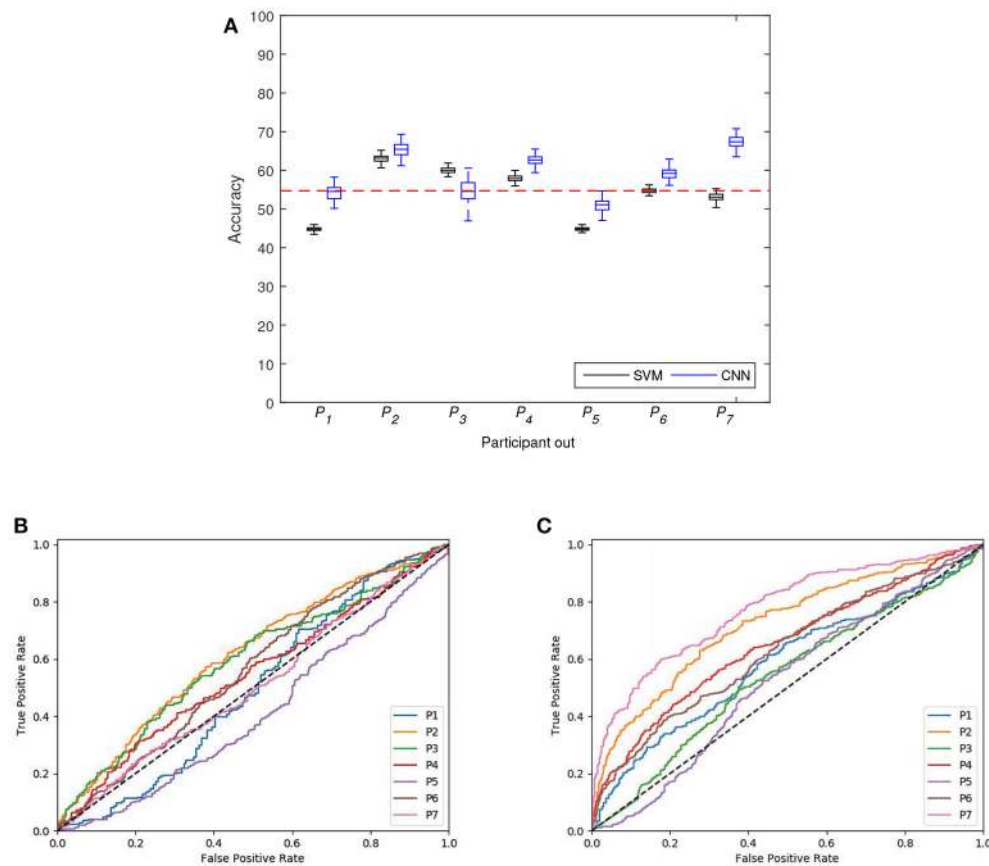 A
100
90
80
70
60
50
40
30
20
10
0
Accuracy
P1 P2 P3 P4 P5 P6 P7
Participant out
SVM CNN
B
1.0
0.8
0.6
0.4
0.2
0.0
True Positive Rate
0.0 0.2 0.4 0.6 0.8 1.0
False Positive Rate
P1
P2
P3
P4
P5
P6
P7
C
1.0
0.8
0.6
0.4
0.2
0.0
True Positive Rate
0.0 0.2 0.4 0.6 0.8 1.0
False Positive Rate
P1
P2
P3
P4
P5
P6
P7